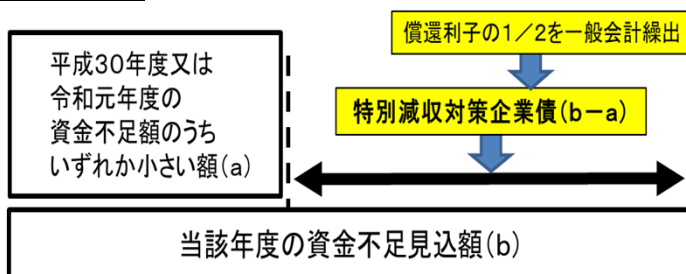 償還利子の1/2を一般会計繰出
平成30年度又は
令和元年度の
資金不足額のうち
いずれか小さい額(a)
特別減収対策企業債(b-a)
当該年度の資金不足見込額(b)